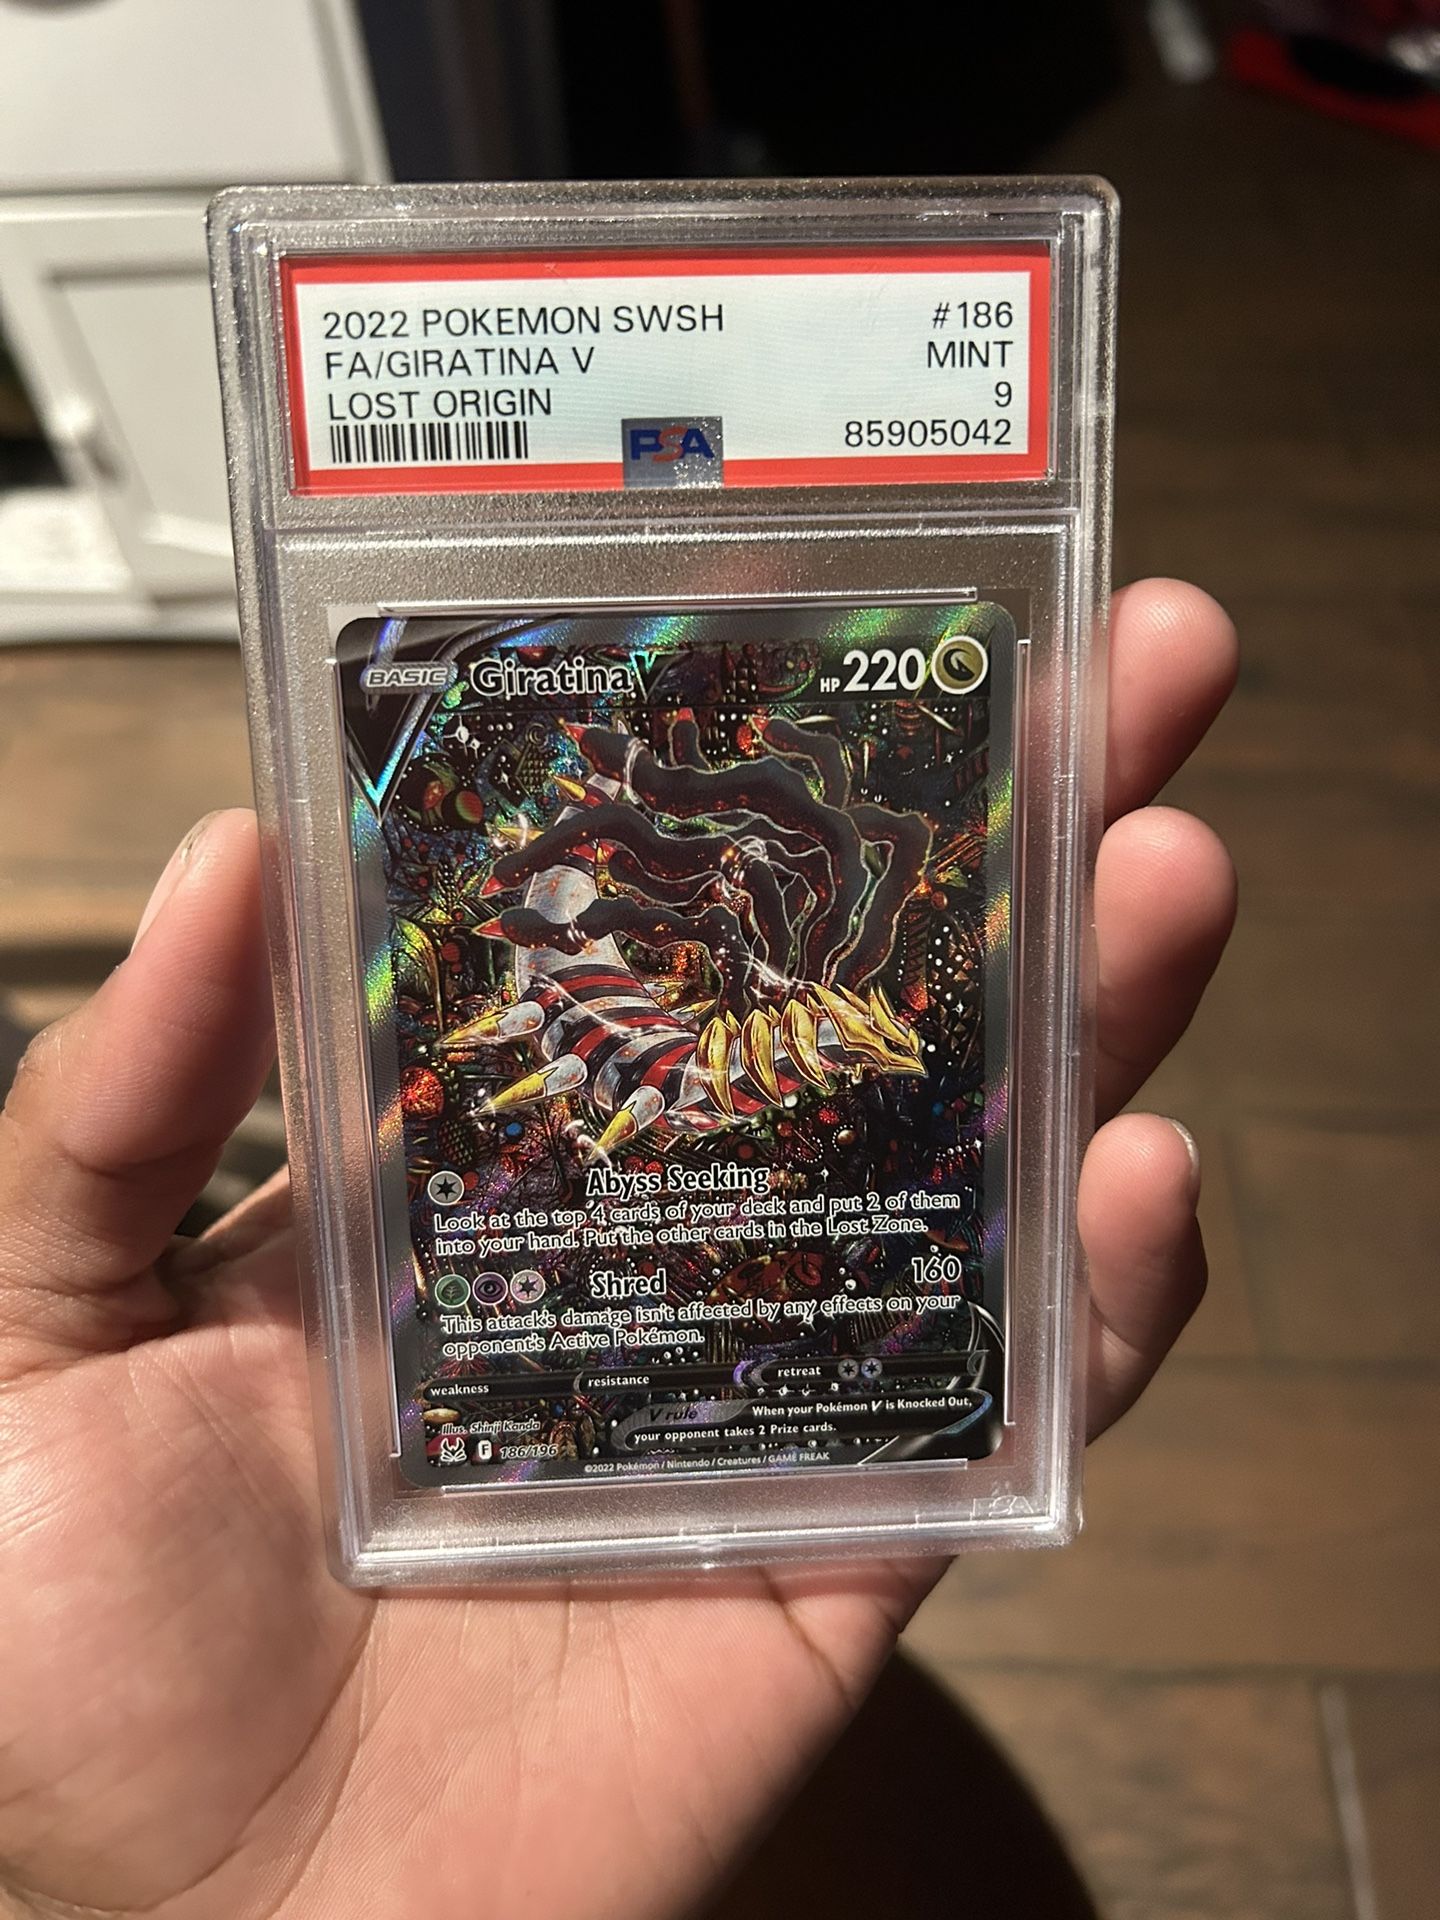 2022 POKEMON SWSH #186
FA/GIRATINA V MINT
LOST ORIGIN 9
PSA 85905042
BASIC Giratina V HP 220
Abyss Seeking
Look at the top 4 cards of your deck and put 2 of them
into your hand. Put the other cards in the Lost Zone.
Shred 160
This attack's damage isn't affected by any effects on your
opponent's Active Pokémon.
weakness resistance retreat
V rule When your Pokémon V is Knocked Out,
your opponent takes 2 Prize cards.
Illus. Shinji Kanda
F 186/196
©2022 Pokémon / Nintendo / Creatures / GAME FREAK
PSA